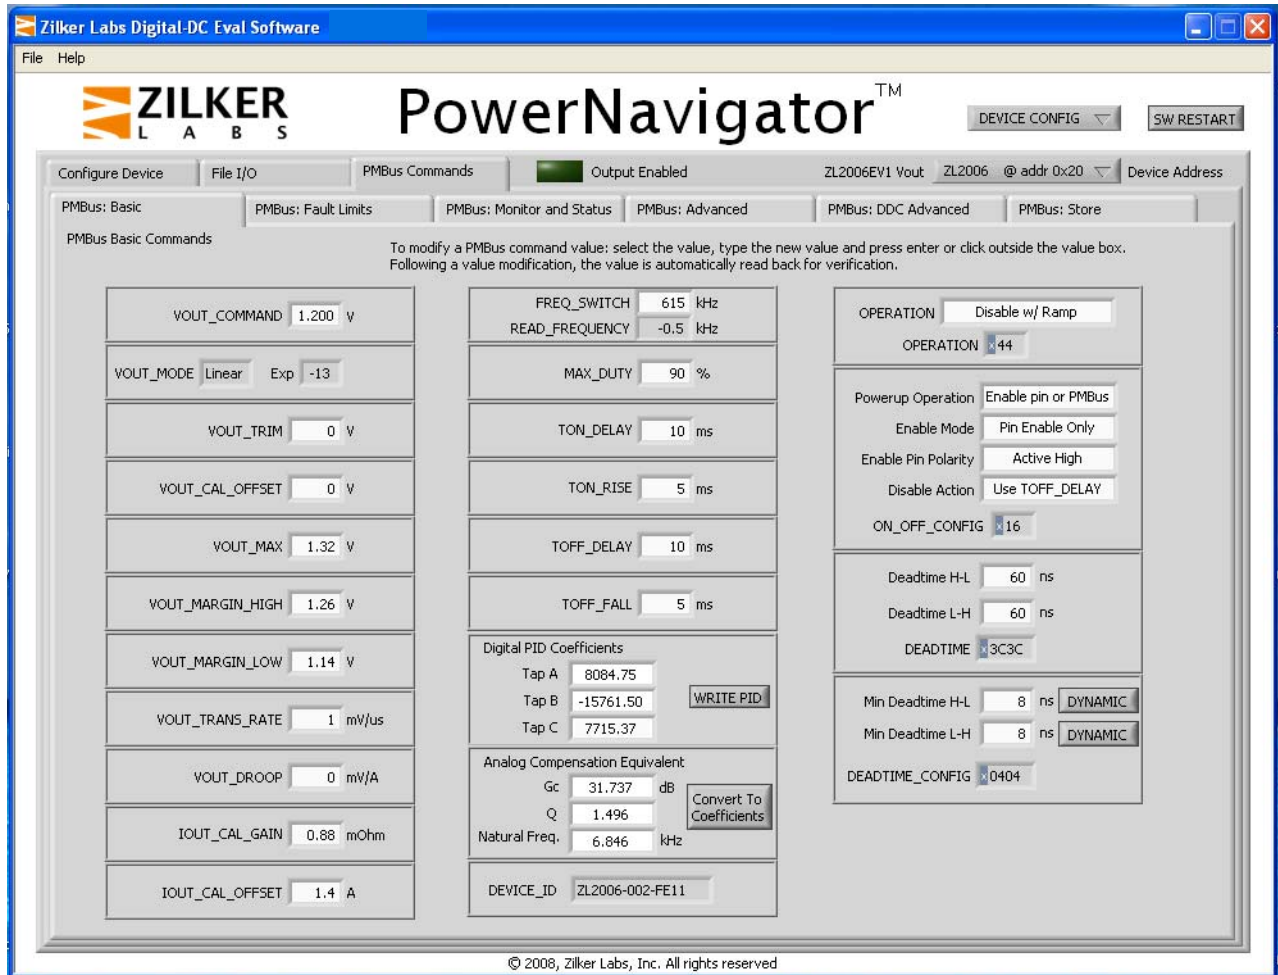 Zilker Labs Digital-DC Eval Software
File Help
ZILKER
LABS
PowerNavigator™
DEVICE CONFIG
SW RESTART
Configure Device
File I/O
PMBus Commands
Output Enabled
ZL2006EV1 Vout
ZL2006 @ addr 0x20
Device Address
PMBus: Basic
PMBus: Fault Limits
PMBus: Monitor and Status
PMBus: Advanced
PMBus: DDC Advanced
PMBus: Store
PMBus Basic Commands
To modify a PMBus command value: select the value, type the new value and press enter or click outside the value box.
Following a value modification, the value is automatically read back for verification.
VOUT_COMMAND 1.200 V
VOUT_MODE Linear Exp -13
VOUT_TRIM 0 V
VOUT_CAL_OFFSET 0 V
VOUT_MAX 1.32 V
VOUT_MARGIN_HIGH 1.26 V
VOUT_MARGIN_LOW 1.14 V
VOUT_TRANS_RATE 1 mV/us
VOUT_DROOP 0 mV/A
IOUT_CAL_GAIN 0.88 mOhm
IOUT_CAL_OFFSET 1.4 A
FREQ_SWITCH 615 kHz
READ_FREQUENCY -0.5 kHz
MAX_DUTY 90 %
TON_DELAY 10 ms
TON_RISE 5 ms
TOFF_DELAY 10 ms
TOFF_FALL 5 ms
Digital PID Coefficients
Tap A 8084.75
Tap B -15761.50
WRITE PID
Tap C 7715.37
Analog Compensation Equivalent
Gc 31.737 dB
Q 1.496
Natural Freq. 6.846 kHz
Convert To
Coefficients
DEVICE_ID ZL2006-002-FE11
OPERATION Disable w/ Ramp
OPERATION x44
Powerup Operation Enable pin or PMBus
Enable Mode Pin Enable Only
Enable Pin Polarity Active High
Disable Action Use TOFF_DELAY
ON_OFF_CONFIG x16
Deadtime H-L 60 ns
Deadtime L-H 60 ns
DEADTIME x3C3C
Min Deadtime H-L 8 ns DYNAMIC
Min Deadtime L-H 8 ns DYNAMIC
DEADTIME_CONFIG x0404
© 2008, Zilker Labs, Inc. All rights reserved